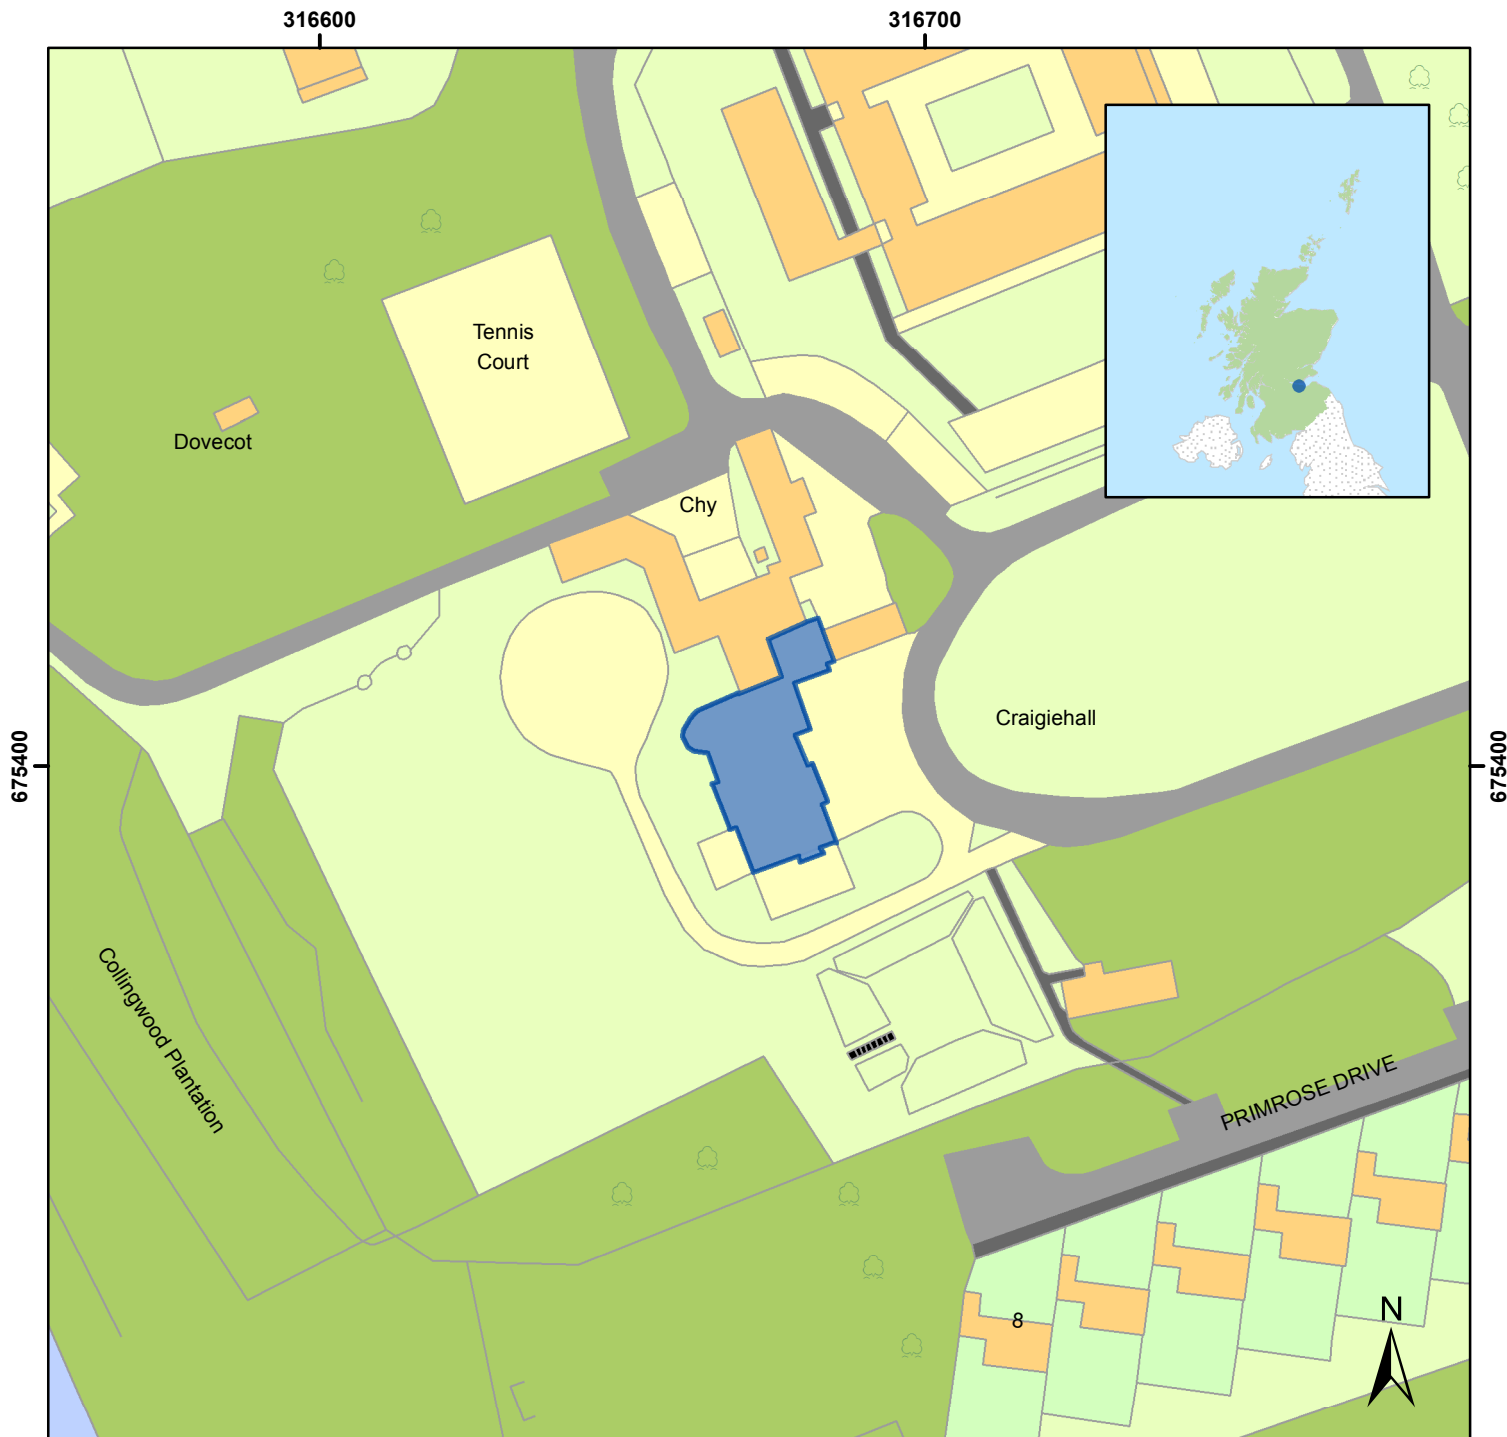 316600
316700
Tennis
Court
Dovecot
Chy
Craigiehall
675400
675400
Collingwood Plantation
PRIMROSE DRIVE
8
N